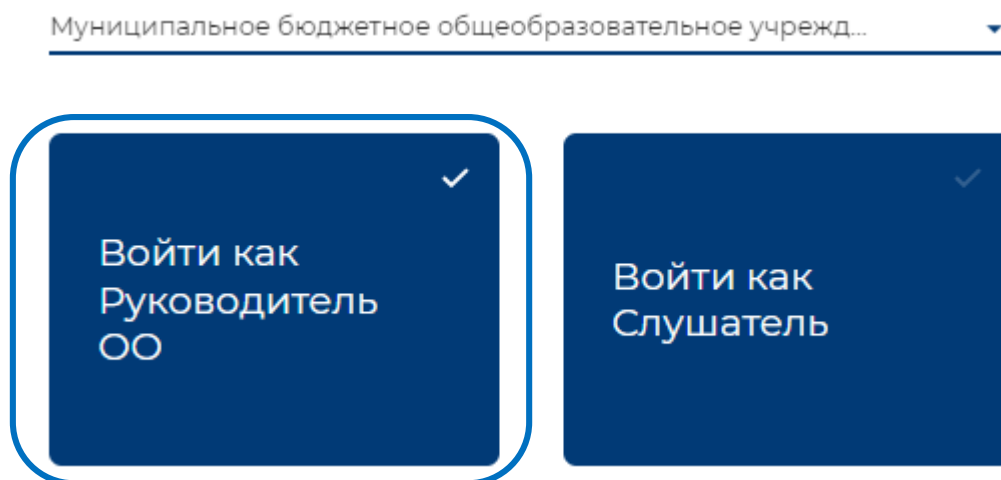 Муниципальное бюджетное общеобразовательное учрежд...
Войти как
Руководитель
ОО
Войти как
Слушатель